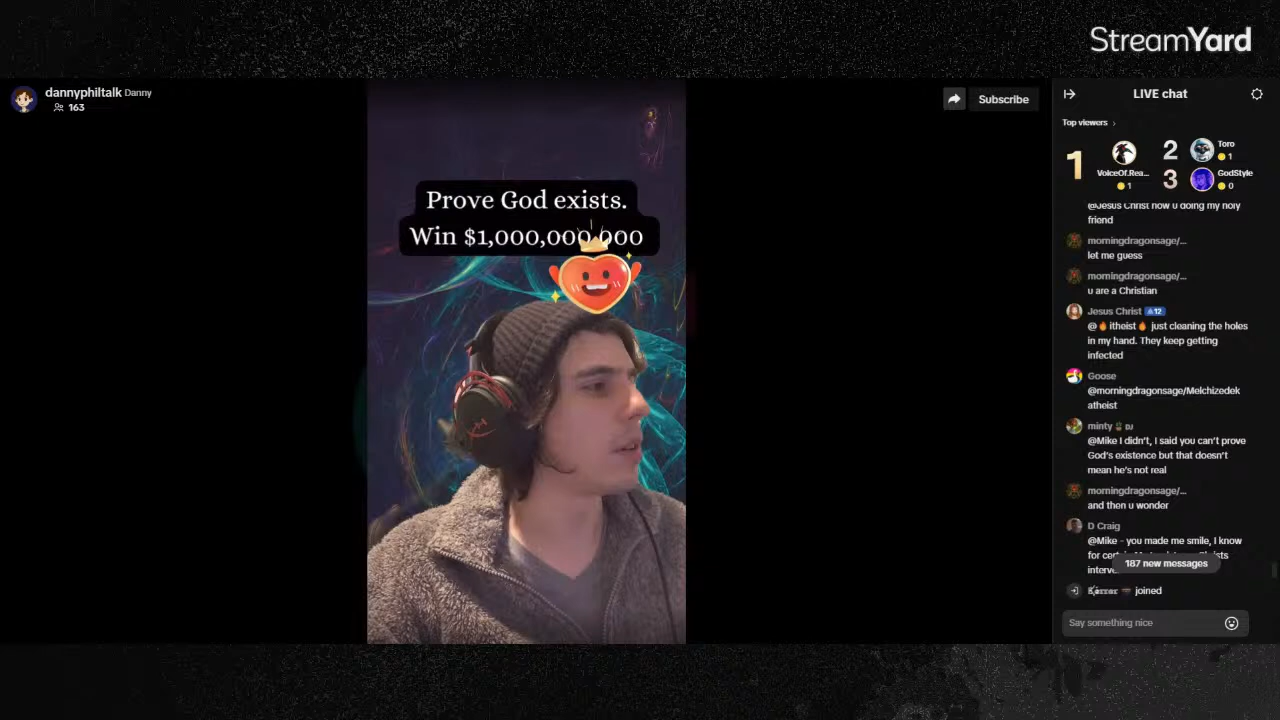 StreamYard
dannyphiltalk Danny
163
Subscribe
LIVE chat
Top viewers
1
VoiceOf.Rea...
1
2
Toro
1
3
GodStyle
0
@Jesus Christ how u doing my holy
friend
morningdragonsage/...
let me guess
morningdragonsage/...
u are a Christian
Jesus Christ 12
@🔥itheist🔥 just cleaning the holes
in my hand. They keep getting
infected
Goose
@morningdragonsage/Melchizedek
atheist
minty DJ
@Mike I didn't, I said you can't prove
God's existence but that doesn't
mean he's not real
morningdragonsage/...
and then u wonder
D Craig
@Mike - you made me smile, I know
for
187 new messages
joined
Say something nice
Prove God exists.
Win $1,000,000,000